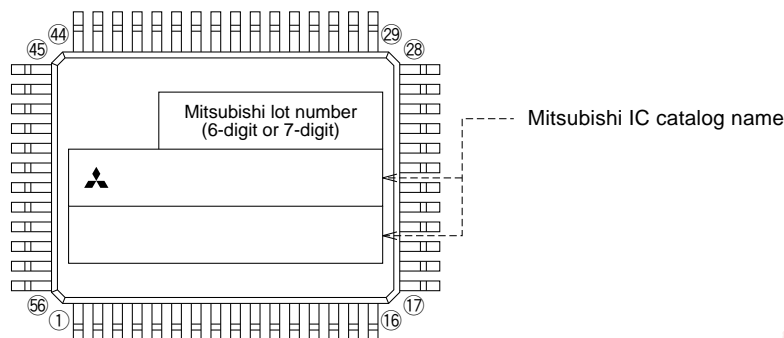 ㊹ ㉙
㊺ ㉘
Mitsubishi lot number
(6-digit or 7-digit)
Mitsubishi IC catalog name
56 ⑰
① ⑯